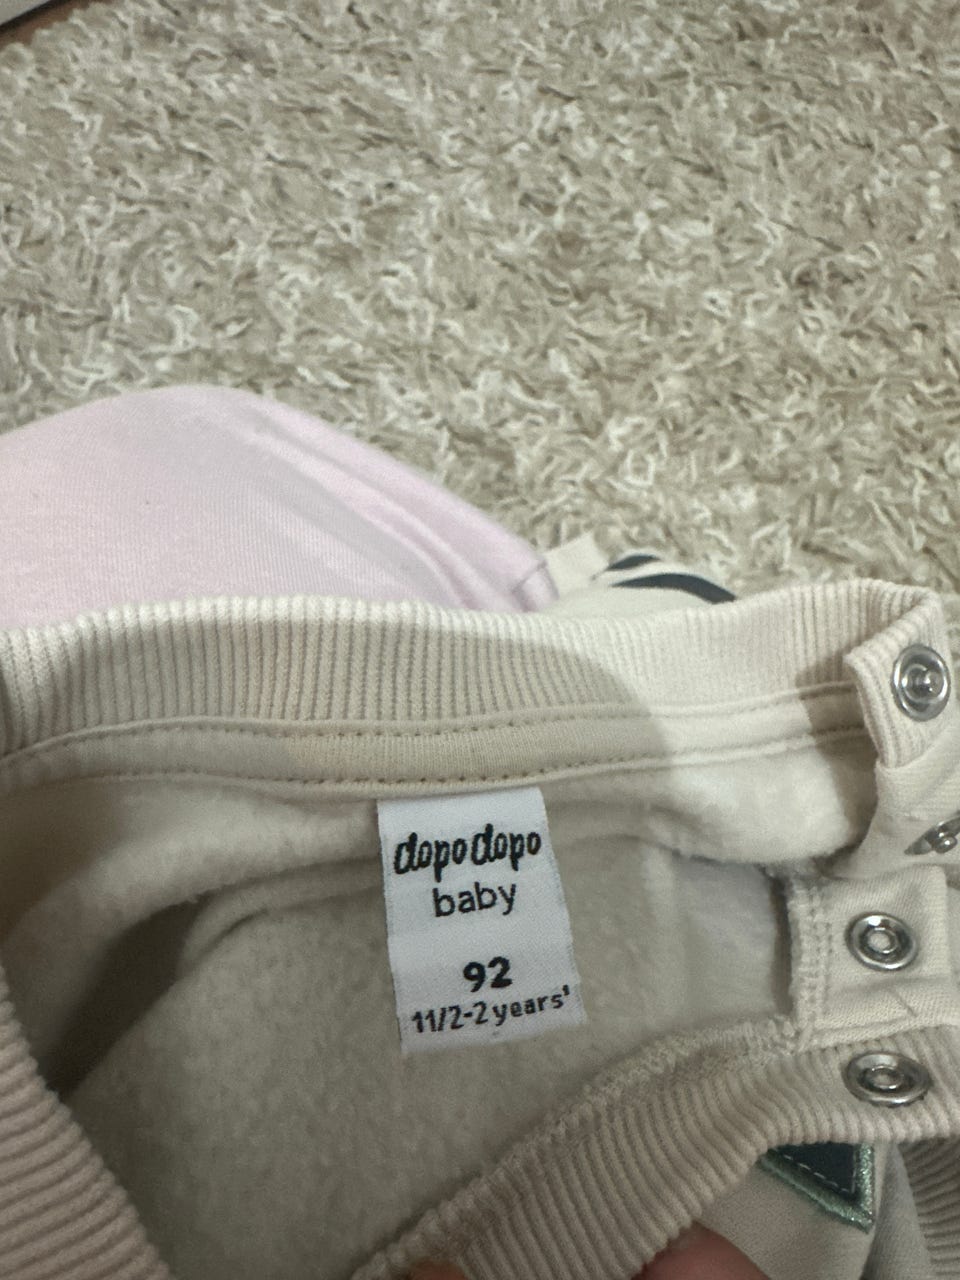 dopodopo
baby
92
11/2-2 years'